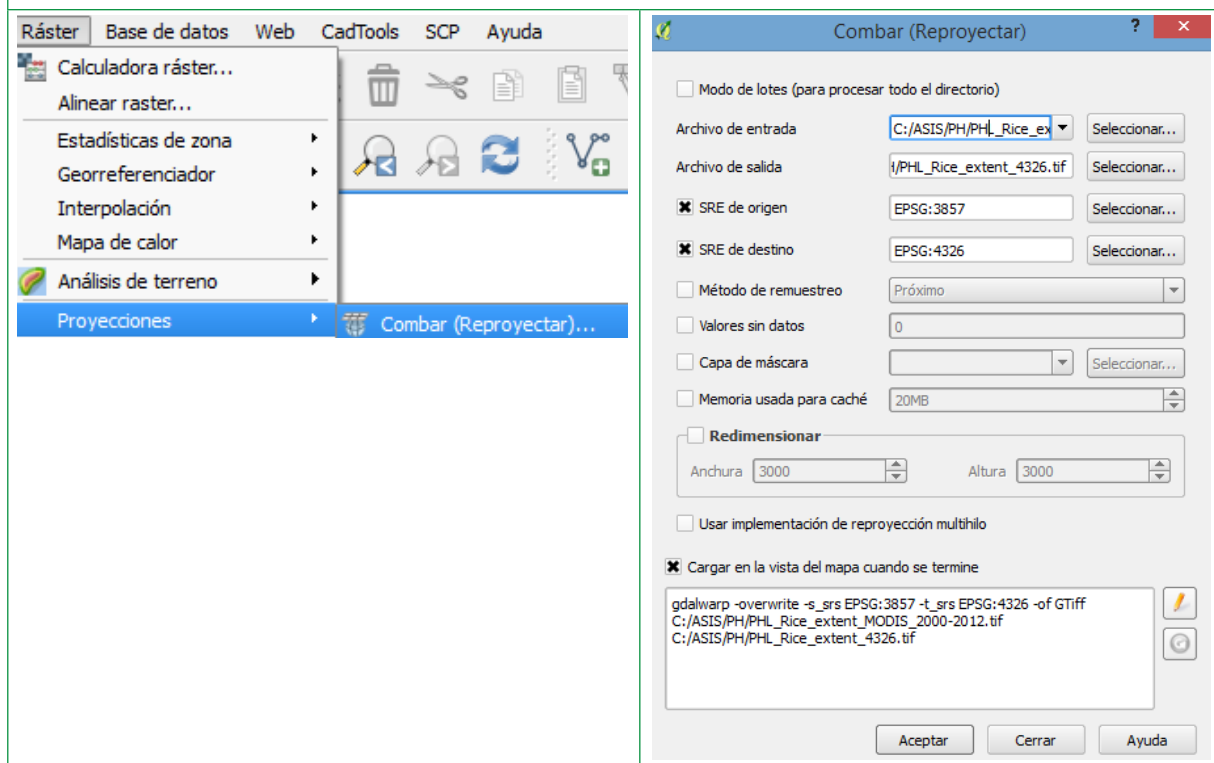 Ráster Base de datos Web CadTools SCP Ayuda
Calculadora ráster...
Alinear raster...
Estadísticas de zona
Georreferenciador
Interpolación
Mapa de calor
Análisis de terreno
Proyecciones
Combar (Reproyectar)...
Combar (Reproyectar)
Modo de lotes (para procesar todo el directorio)
Archivo de entrada C:/ASIS/PH/PHL_Rice_ex Seleccionar...
Archivo de salida I/PHL_Rice_extent_4326.tif Seleccionar...
SRE de origen EPSG:3857 Seleccionar...
SRE de destino EPSG:4326 Seleccionar...
Método de remuestreo Próximo
Valores sin datos 0
Capa de máscara Seleccionar...
Memoria usada para caché 20MB
Redimensionar
Anchura 3000 Altura 3000
Usar implementación de reproyección multihilo
Cargar en la vista del mapa cuando se termine
gdalwarp -overwrite -s_srs EPSG:3857 -t_srs EPSG:4326 -of GTiff
C:/ASIS/PH/PHL_Rice_extent_MODIS_2000-2012.tif
C:/ASIS/PH/PHL_Rice_extent_4326.tif
Aceptar Cerrar Ayuda